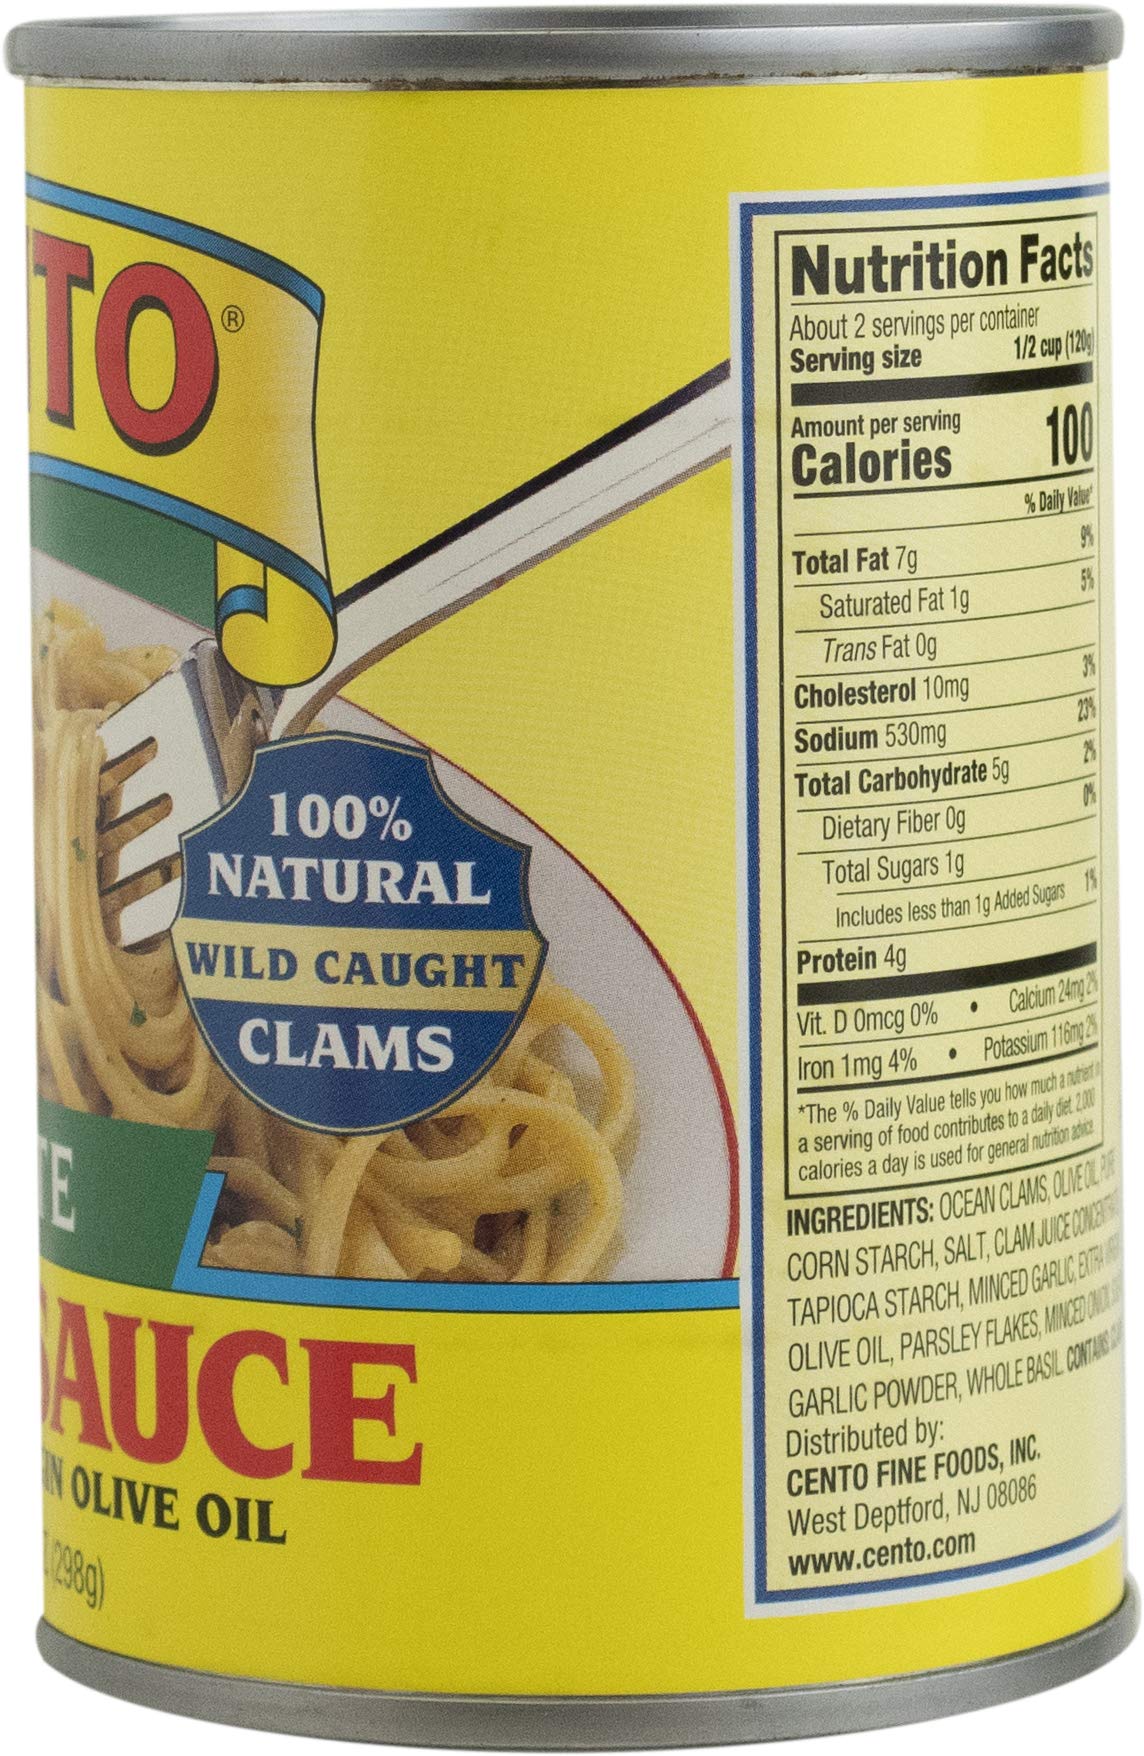 TO®
100%
NATURAL
WILD CAUGHT
CLAMS
TE
SAUCE
IN OLIVE OIL
(298g)
Nutrition Facts
About 2 servings per container
Serving size 1/2 cup (120g)
Amount per serving
Calories 100
% Daily Value*
Total Fat 7g 9%
Saturated Fat 1g 5%
Trans Fat 0g
Cholesterol 10mg 3%
Sodium 530mg 23%
Total Carbohydrate 5g 2%
Dietary Fiber 0g 0%
Total Sugars 1g
Includes less than 1g Added Sugars 1%
Protein 4g
Vit. D 0mcg 0% • Calcium 24mg 2%
Iron 1mg 4% • Potassium 116mg 2%
*The % Daily Value tells you how much a nutrient in
a serving of food contributes to a daily diet. 2,000
calories a day is used for general nutrition advice.
INGREDIENTS: OCEAN CLAMS, OLIVE OIL,
CORN STARCH, SALT, CLAM JUICE
TAPIOCA STARCH, MINCED GARLIC, EXTRA
OLIVE OIL, PARSLEY FLAKES, MINCED ONION,
GARLIC POWDER, WHOLE BASIL. CONTAINS
Distributed by:
CENTO FINE FOODS, INC.
West Deptford, NJ 08086
www.cento.com